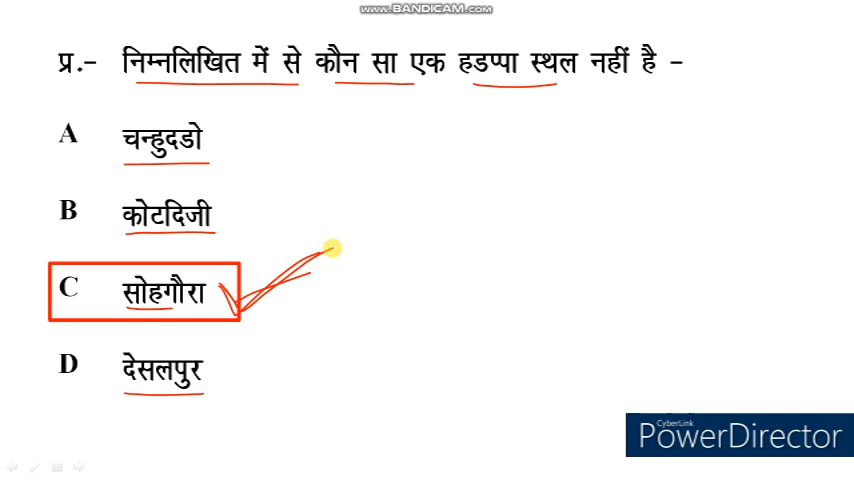 WWW.BANDICAM.COM
प्र.- निम्नलिखित में से कौन सा एक हडप्पा स्थल नहीं है -
A चन्हुदडो
B कोटदिजी
C सोहगौरा
D देसलपुर
CyberLink
PowerDirector